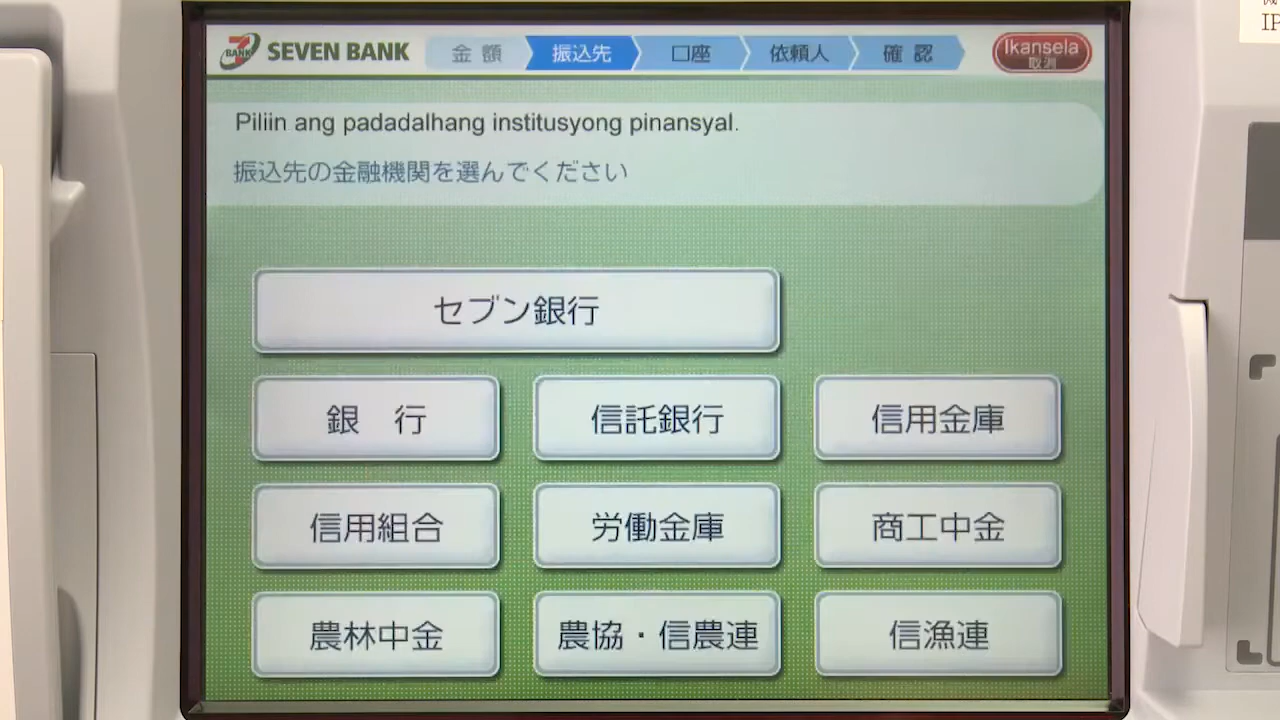 7 BANK SEVEN BANK 金額 振込先 口座 依頼人 確認 Ikansela
取消
IP
Piliin ang padadalhang institusyong pinansyal.
振込先の金融機関を選んでください
セブン銀行
銀 行 信託銀行 信用金庫
信用組合 労働金庫 商工中金
農林中金 農協・信農連 信漁連